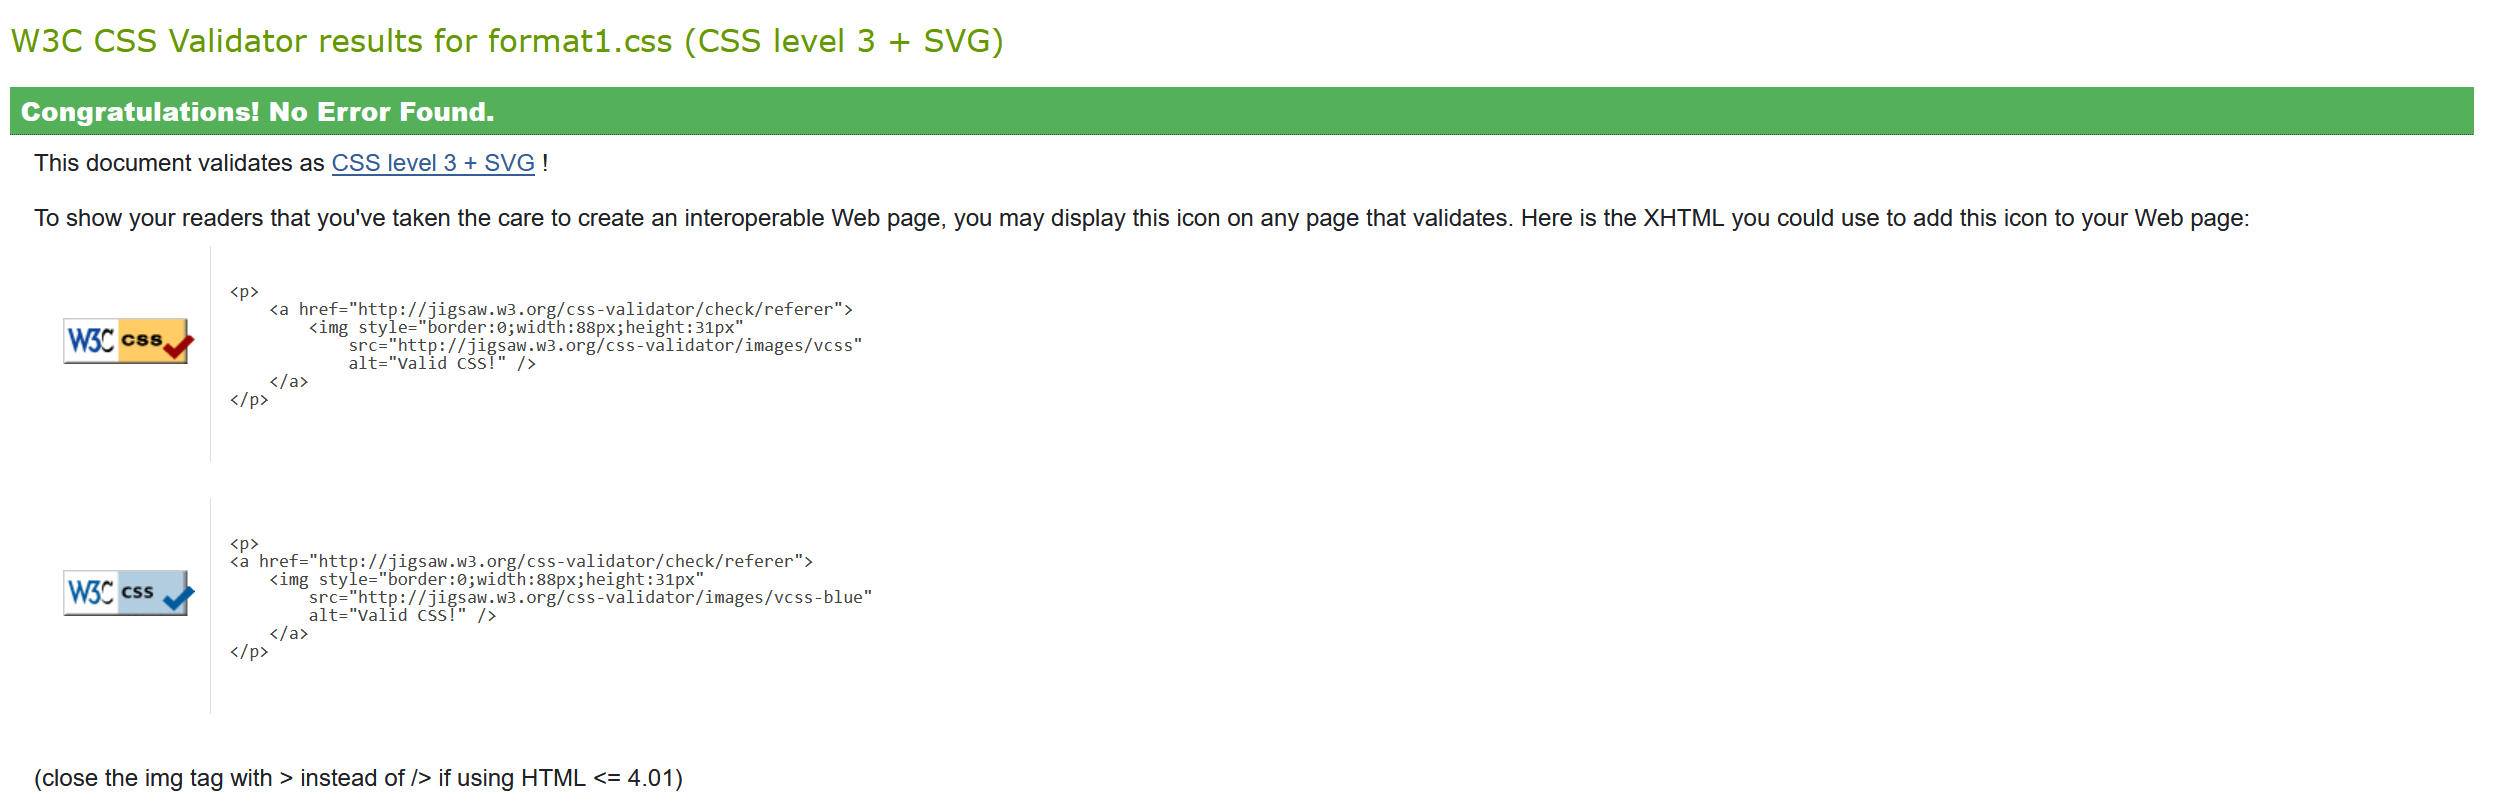 W3C CSS Validator results for format1.css (CSS level 3 + SVG)
Congratulations! No Error Found.
This document validates as CSS level 3 + SVG !
To show your readers that you've taken the care to create an interoperable Web page, you may display this icon on any page that validates. Here is the XHTML you could use to add this icon to your Web page:
W3C css
<p>
    <a href="http://jigsaw.w3.org/css-validator/check/referer">
        <img style="border:0;width:88px;height:31px"
            src="http://jigsaw.w3.org/css-validator/images/vcss"
            alt="Valid CSS!" />
    </a>
</p>
W3C css
<p>
<a href="http://jigsaw.w3.org/css-validator/check/referer">
    <img style="border:0;width:88px;height:31px"
        src="http://jigsaw.w3.org/css-validator/images/vcss-blue"
        alt="Valid CSS!" />
    </a>
</p>
(close the img tag with > instead of /> if using HTML <= 4.01)